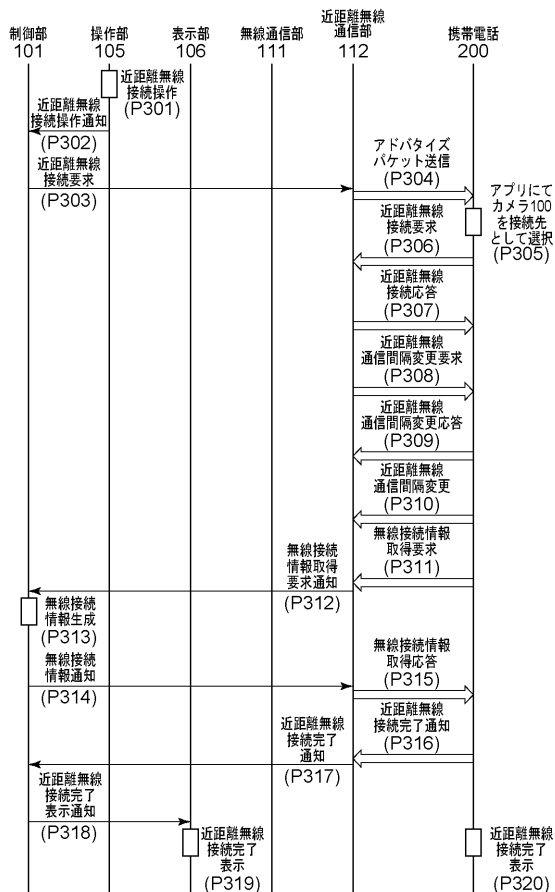 制御部
101
操作部
105
表示部
106
無線通信部
111
近距離無線
通信部
112
携帯電話
200
近距離無線
接続操作
(P301)
近距離無線
接続操作通知
(P302)
近距離無線
接続要求
(P303)
アドバタイズ
パケット送信
(P304)
アプリにて
カメラ100
を接続先
として選択
(P305)
近距離無線
接続要求
(P306)
近距離無線
接続応答
(P307)
近距離無線
通信間隔変更要求
(P308)
近距離無線
通信間隔変更応答
(P309)
近距離無線
通信間隔変更
(P310)
無線接続情報
取得要求
(P311)
無線接続
情報取得
要求通知
(P312)
無線接続
情報生成
(P313)
無線接続
情報通知
(P314)
無線接続情報
取得応答
(P315)
近距離無線
接続完了通知
(P316)
近距離無線
接続完了
通知
(P317)
近距離無線
接続完了
表示通知
(P318)
近距離無線
接続完了
表示
(P319)
近距離無線
接続完了
表示
(P320)